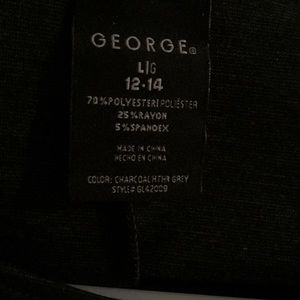 GEORGE®
L|G
12-14
70%POLYESTER|POLIÉSTER
25%RAYON
5%SPANDEX
MADE IN CHINA
HECHO EN CHINA
COLOR: CHARCOAL HTHR GREY
STYLE# GL42009